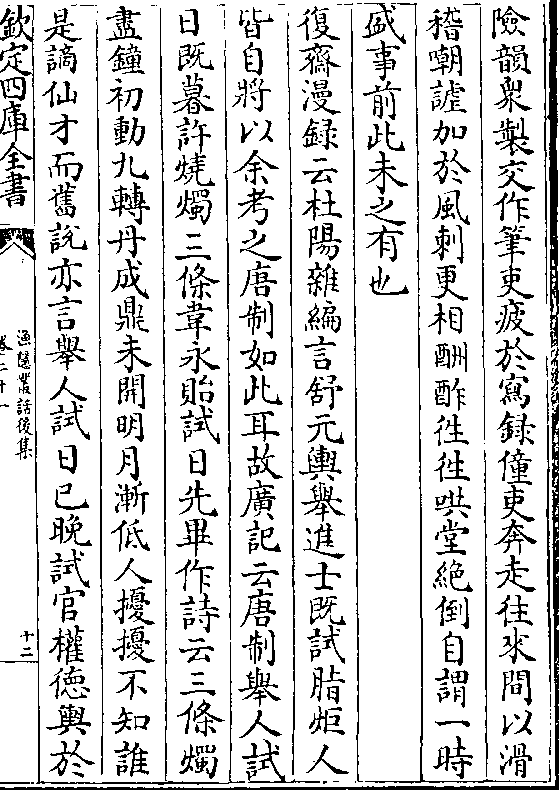 險韻衆製交作筆吏疲於寫録僮吏奔走往來間以滑
稽嘲謔加於風刺更相酬酢徃徃哄堂絶倒自謂一時
盛事前此未之有也
復齋漫録云杜陽雜編言舒元輿舉進士既試脂炬人
皆自將以余考之唐制如此耳故廣記云唐制舉人試
日既暮許燒燭三條韋永貽試日先畢作詩云三條燭
盡鐘初動九轉丹成鼎未開明月漸低人擾擾不知誰
是謫仙才而舊說亦言舉人試日已晚試官權德輿於
欽定四庫全書
漁隱叢話後集
卷二十一
十二